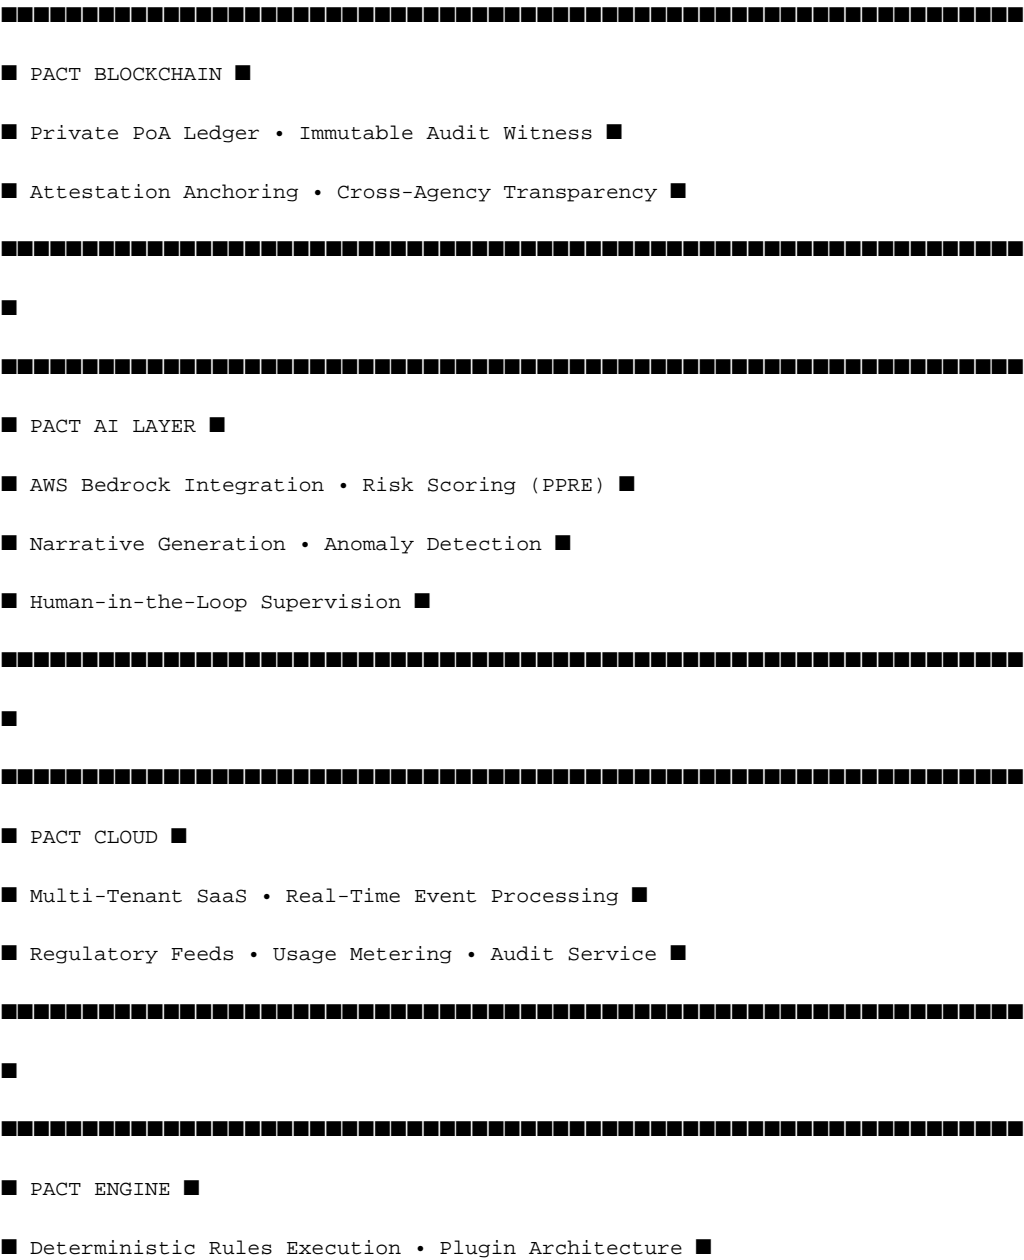 ■■■■■■■■■■■■■■■■■■■■■■■■■■■■■■■■■■■■■■■■■■■■■■■■■■■■■■■■■■■■■■■
■ PACT BLOCKCHAIN ■
■ Private PoA Ledger • Immutable Audit Witness ■
■ Attestation Anchoring • Cross-Agency Transparency ■
■■■■■■■■■■■■■■■■■■■■■■■■■■■■■■■■■■■■■■■■■■■■■■■■■■■■■■■■■■■■■■■
■
■■■■■■■■■■■■■■■■■■■■■■■■■■■■■■■■■■■■■■■■■■■■■■■■■■■■■■■■■■■■■■■
■ PACT AI LAYER ■
■ AWS Bedrock Integration • Risk Scoring (PPRE) ■
■ Narrative Generation • Anomaly Detection ■
■ Human-in-the-Loop Supervision ■
■■■■■■■■■■■■■■■■■■■■■■■■■■■■■■■■■■■■■■■■■■■■■■■■■■■■■■■■■■■■■■■
■
■■■■■■■■■■■■■■■■■■■■■■■■■■■■■■■■■■■■■■■■■■■■■■■■■■■■■■■■■■■■■■■
■ PACT CLOUD ■
■ Multi-Tenant SaaS • Real-Time Event Processing ■
■ Regulatory Feeds • Usage Metering • Audit Service ■
■■■■■■■■■■■■■■■■■■■■■■■■■■■■■■■■■■■■■■■■■■■■■■■■■■■■■■■■■■■■■■■
■
■■■■■■■■■■■■■■■■■■■■■■■■■■■■■■■■■■■■■■■■■■■■■■■■■■■■■■■■■■■■■■■
■ PACT ENGINE ■
■ Deterministic Rules Execution • Plugin Architecture ■